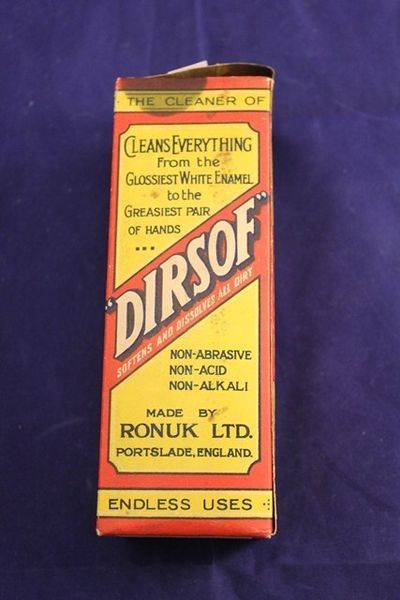 THE CLEANER OF
CLEANS EVERYTHING
From the
GLOSSIEST WHITE ENAMEL
to the
GREASIEST PAIR
OF HANDS
...
"DIRSOF"
SOFTENS AND DISSOLVES ALL DIRT
NON-ABRASIVE
NON-ACID
NON-ALKALI
MADE BY
RONUK LTD.
PORTSLADE, ENGLAND.
ENDLESS USES